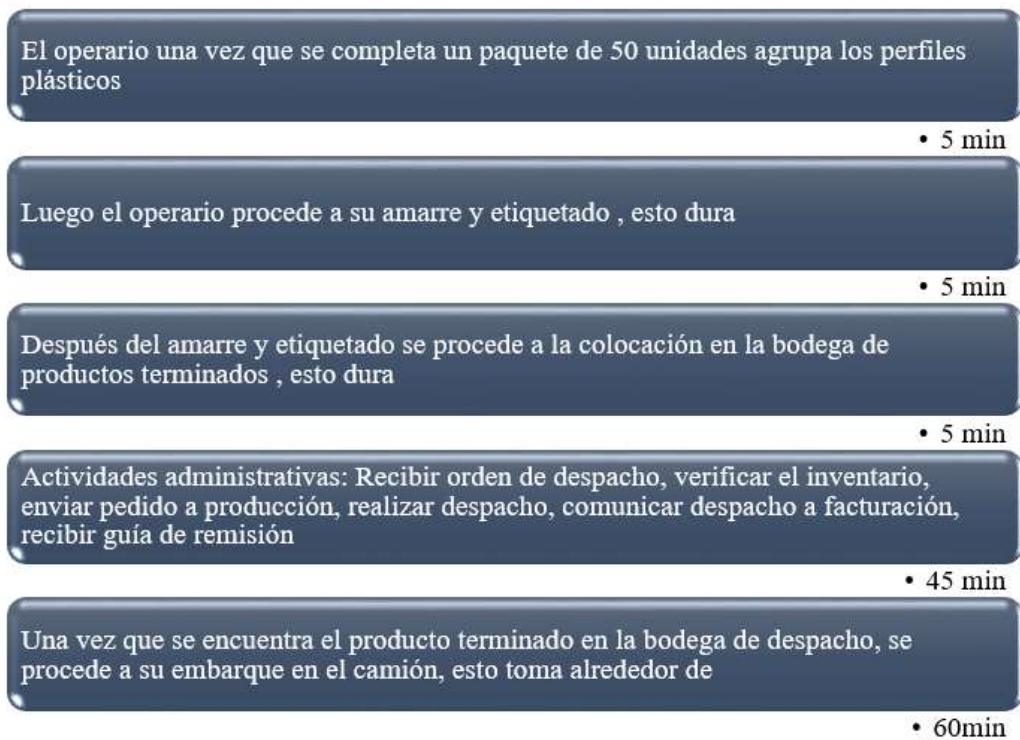 El operario una vez que se completa un paquete de 50 unidades agrupa los perfiles
plásticos
• 5 min
Luego el operario procede a su amarre y etiquetado , esto dura
• 5 min
Después del amarre y etiquetado se procede a la colocación en la bodega de
productos terminados , esto dura
• 5 min
Actividades administrativas: Recibir orden de despacho, verificar el inventario,
enviar pedido a producción, realizar despacho, comunicar despacho a facturación,
recibir guía de remisión
• 45 min
Una vez que se encuentra el producto terminado en la bodega de despacho, se
procede a su embarque en el camión, esto toma alrededor de
• 60min